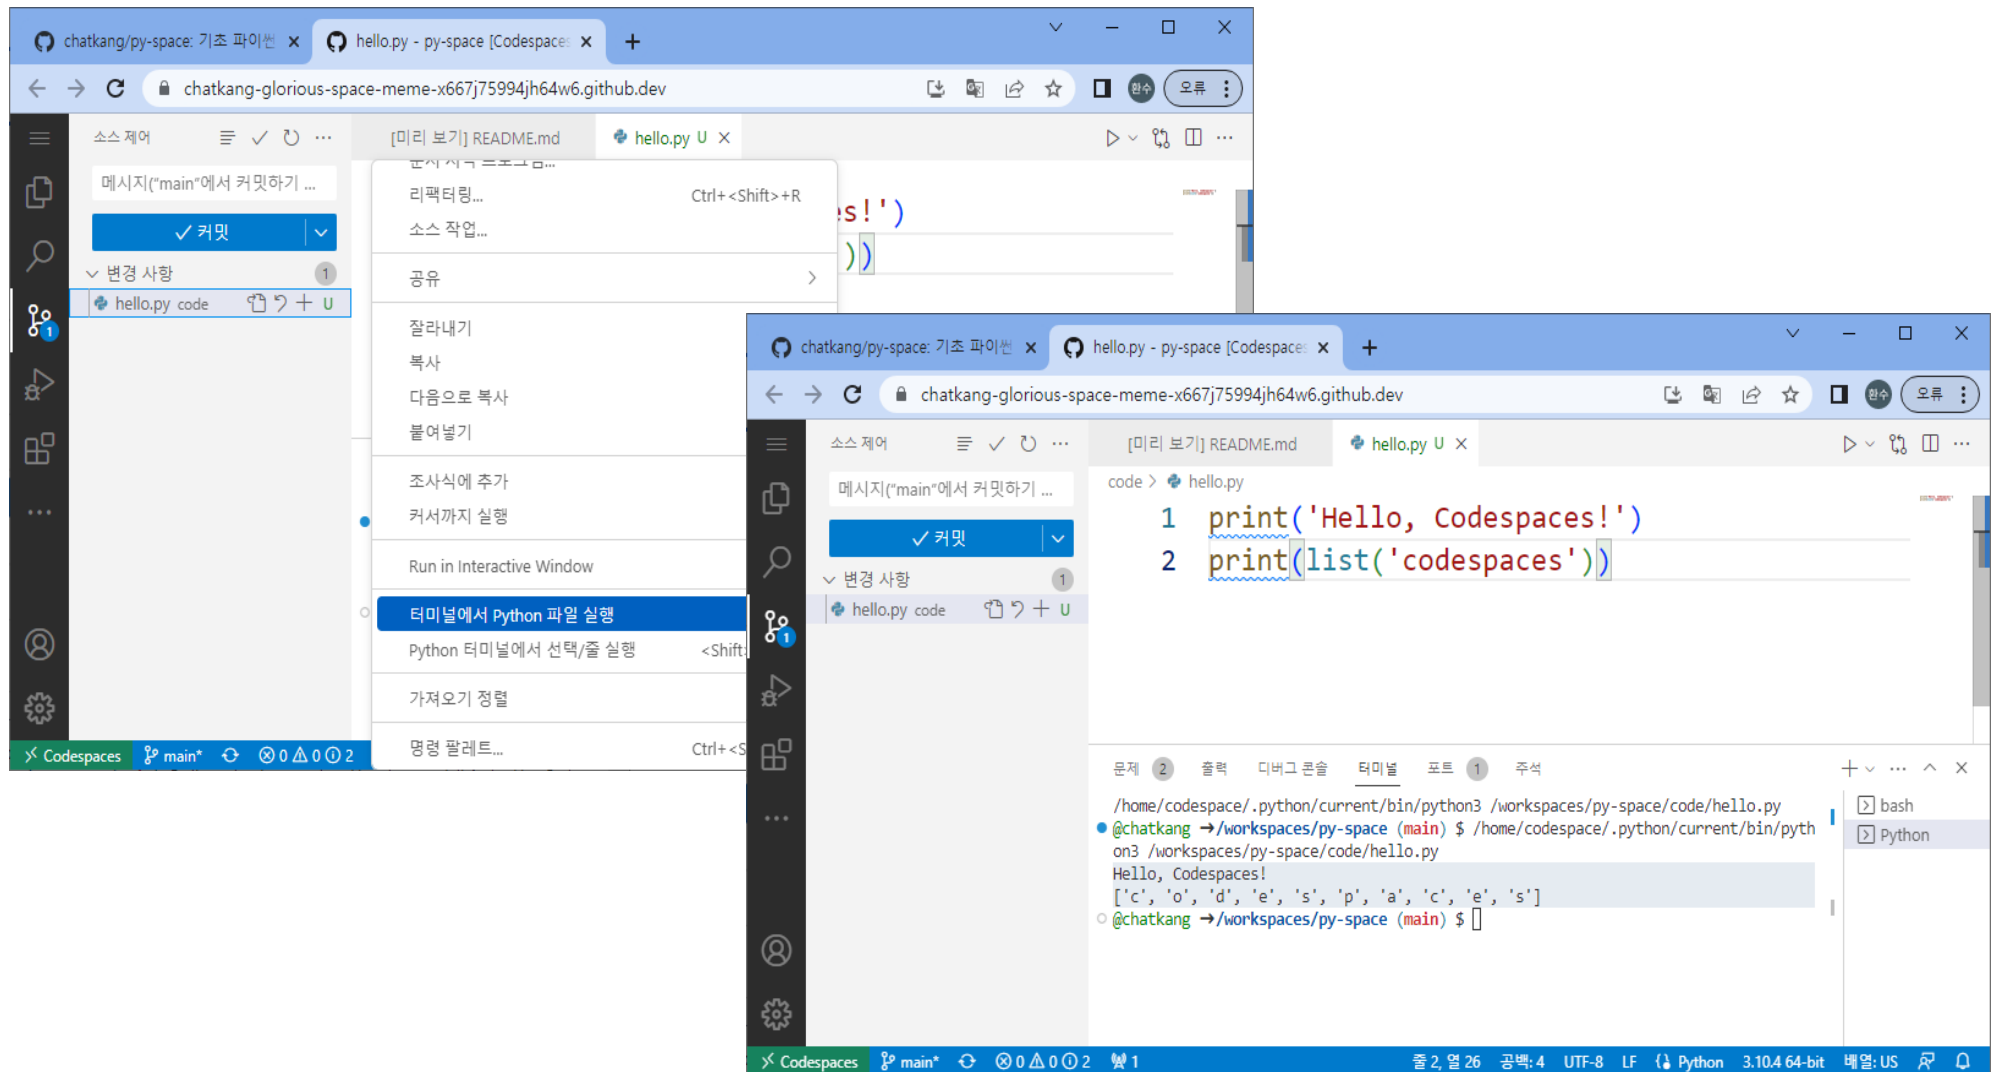 chatkang/py-space: 기초 파이썬
hello.py - py-space [Codespaces
chatkang-glorious-space-meme-x667j75994jh64w6.github.dev
환수
오류
소스 제어
[미리 보기] README.md
hello.py U
메시지("main"에서 커밋하기 ...
커밋
변경 사항
1
hello.py code
U
1
리팩터링...
Ctrl+<Shift>+R
소스 작업...
공유
잘라내기
복사
다음으로 복사
붙여넣기
조사식에 추가
커서까지 실행
Run in Interactive Window
터미널에서 Python 파일 실행
Python 터미널에서 선택/줄 실행
<Shift
가져오기 정렬
명령 팔레트...
Ctrl+<S
es!')
))
Codespaces
main*
0
0
2
chatkang/py-space: 기초 파이썬
hello.py - py-space [Codespaces
chatkang-glorious-space-meme-x667j75994jh64w6.github.dev
환수
오류
소스 제어
[미리 보기] README.md
hello.py U
메시지("main"에서 커밋하기 ...
커밋
변경 사항
1
hello.py code
U
1
code > hello.py
1 print('Hello, Codespaces!')
2 print(list('codespaces'))
문제 2 출력 디버그 콘솔 터미널 포트 1 주석
/home/codespace/.python/current/bin/python3 /workspaces/py-space/code/hello.py
@chatkang →/workspaces/py-space (main) $ /home/codespace/.python/current/bin/pyth
on3 /workspaces/py-space/code/hello.py
Hello, Codespaces!
['c', 'o', 'd', 'e', 's', 'p', 'a', 'c', 'e', 's']
@chatkang →/workspaces/py-space (main) $
bash
Python
Codespaces
main*
0
0
2
1
줄 2, 열 26
공백: 4
UTF-8
LF
Python
3.10.4 64-bit
배열: US